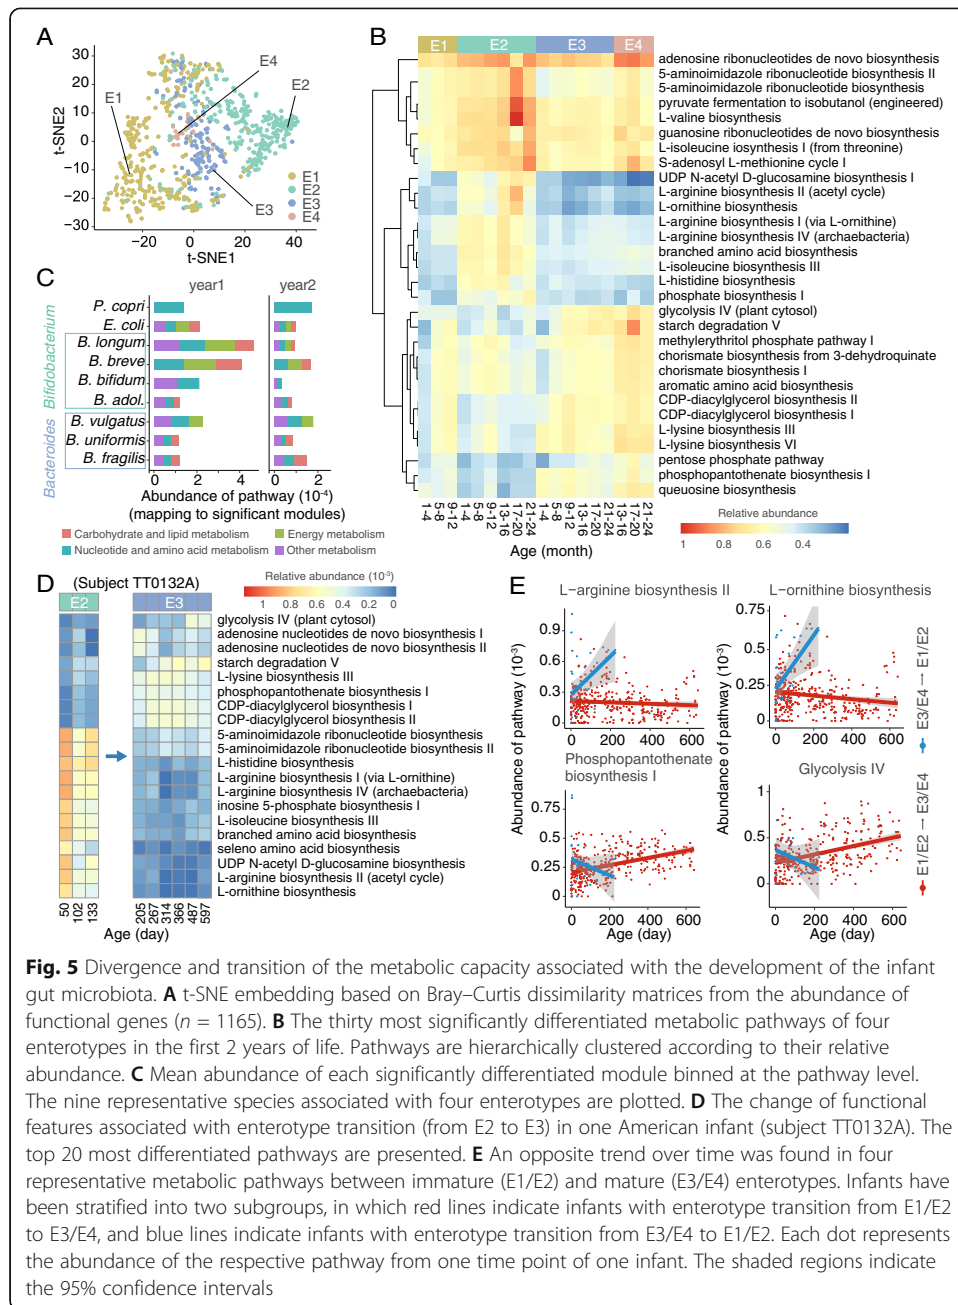 A
t-SNE2
30
20
10
0
−10
−20
−30
E1
E4
E2
E3
E1
E2
E3
E4
−20
0
20
40
t-SNE1
B
E1
E2
E3
E4
adenosine ribonucleotides de novo biosynthesis
5-aminoimidazole ribonucleotide biosynthesis II
5-aminoimidazole ribonucleotide biosynthesis
pyruvate fermentation to isobutanol (engineered)
L-valine biosynthesis
guanosine ribonucleotides de novo biosynthesis
L-isoleucine iosynthesis I (from threonine)
S-adenosyl L-methionine cycle I
UDP N-acetyl D-glucosamine biosynthesis I
L-arginine biosynthesis II (acetyl cycle)
L-ornithine biosynthesis
L-arginine biosynthesis I (via L-ornithine)
L-arginine biosynthesis IV (archaebacteria)
branched amino acid biosynthesis
L-isoleucine biosynthesis III
L-histidine biosynthesis
phosphate biosynthesis I
glycolysis IV (plant cytosol)
starch degradation V
methylerythritol phosphate pathway I
chorismate biosynthesis from 3-dehydroquinate
chorismate biosynthesis I
aromatic amino acid biosynthesis
CDP-diacylglycerol biosynthesis II
CDP-diacylglycerol biosynthesis I
L-lysine biosynthesis III
L-lysine biosynthesis VI
pentose phosphate pathway
phosphopantothenate biosynthesis I
queuosine biosynthesis
1-4
5-8
9-12
1-4
5-8
9-12
13-16
17-20
21-24
1-4
5-8
9-12
13-16
17-20
21-24
13-16
17-20
21-24
Age (month)
Relative abundance
1
0.8
0.6
0.4
C
year1
year2
Bifidobacterium
Bacteroides
P. copri
E. coli
B. longum
B. breve
B. bifidum
B. adol.
B. vulgatus
B. uniformis
B. fragilis
0
2
4
0
2
Abundance of pathway (10⁻⁴)
(mapping to significant modules)
Carbohydrate and lipid metabolism
Energy metabolism
Nucleotide and amino acid metabolism
Other metabolism
D
(Subject TT0132A)
Relative abundance (10⁻³)
1
0.8
0.6
0.4
0.2
0
E2
E3
glycolysis IV (plant cytosol)
adenosine nucleotides de novo biosynthesis I
adenosine nucleotides de novo biosynthesis II
starch degradation V
L-lysine biosynthesis III
phosphopantothenate biosynthesis I
CDP-diacylglycerol biosynthesis I
CDP-diacylglycerol biosynthesis II
5-aminoimidazole ribonucleotide biosynthesis
5-aminoimidazole ribonucleotide biosynthesis II
L-histidine biosynthesis
L-arginine biosynthesis I (via L-ornithine)
L-arginine biosynthesis IV (archaebacteria)
inosine 5-phosphate biosynthesis I
L-isoleucine biosynthesis III
branched amino acid biosynthesis
seleno amino acid biosynthesis
UDP N-acetyl D-glucosamine biosynthesis
L-arginine biosynthesis II (acetyl cycle)
L-ornithine biosynthesis
50
102
133
205
267
314
366
487
597
Age (day)
E
L−arginine biosynthesis II
L−ornithine biosynthesis
Abundance of pathway (10⁻³)
0.9
0.6
0.3
0
0 200 400 600
Abundance of pathway (10⁻³)
0.75
0.50
0.25
0
0 200 400 600
Phosphopantothenate
biosynthesis I
Glycolysis IV
0.75
0.50
0.25
0
0 200 400 600
Age (day)
1
0.5
0
0 200 400 600
Age (day)
E3/E4 → E1/E2
E1/E2 → E3/E4
Fig. 5 Divergence and transition of the metabolic capacity associated with the development of the infant
gut microbiota. A t-SNE embedding based on Bray–Curtis dissimilarity matrices from the abundance of
functional genes (n = 1165). B The thirty most significantly differentiated metabolic pathways of four
enterotypes in the first 2 years of life. Pathways are hierarchically clustered according to their relative
abundance. C Mean abundance of each significantly differentiated module binned at the pathway level.
The nine representative species associated with four enterotypes are plotted. D The change of functional
features associated with enterotype transition (from E2 to E3) in one American infant (subject TT0132A). The
top 20 most differentiated pathways are presented. E An opposite trend over time was found in four
representative metabolic pathways between immature (E1/E2) and mature (E3/E4) enterotypes. Infants have
been stratified into two subgroups, in which red lines indicate infants with enterotype transition from E1/E2
to E3/E4, and blue lines indicate infants with enterotype transition from E3/E4 to E1/E2. Each dot represents
the abundance of the respective pathway from one time point of one infant. The shaded regions indicate
the 95% confidence intervals